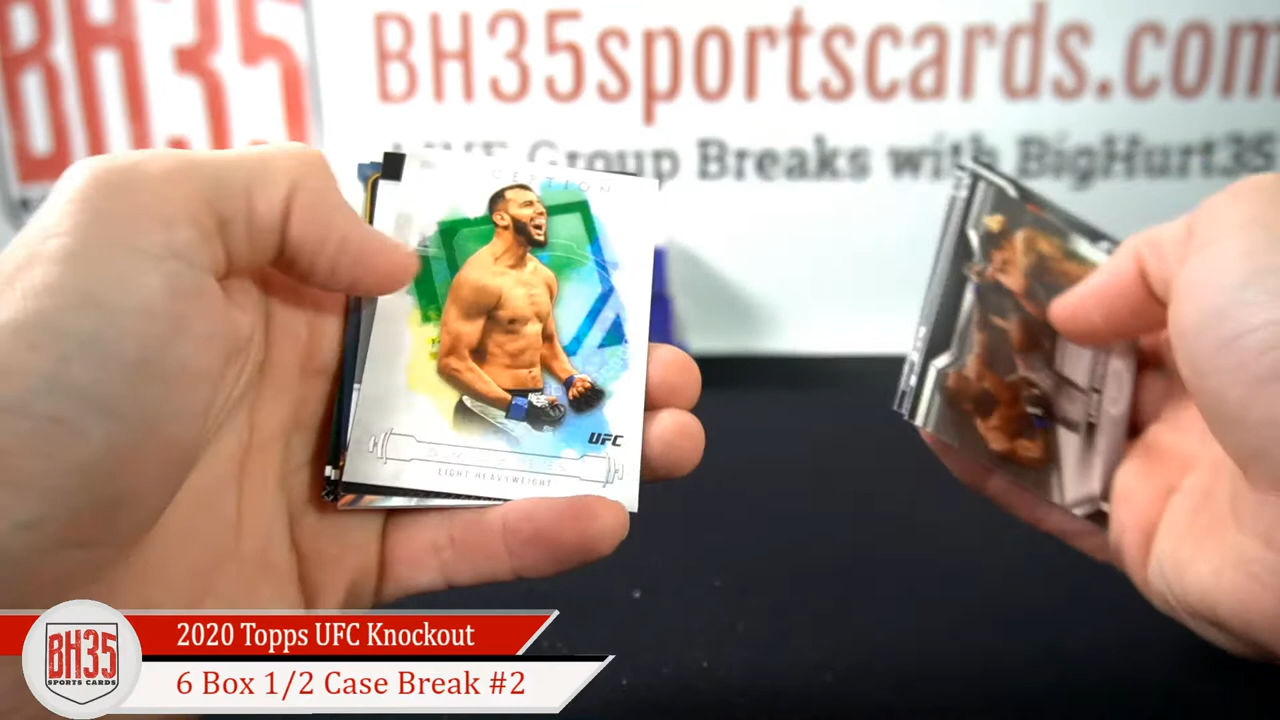 BH35
BH35sportscards.com
LIVE Group Breaks with BigHurt35
UFC
LIGHT HEAVYWEIGHT
BH35
SPORTS CARDS
2020 Topps UFC Knockout
6 Box 1/2 Case Break #2